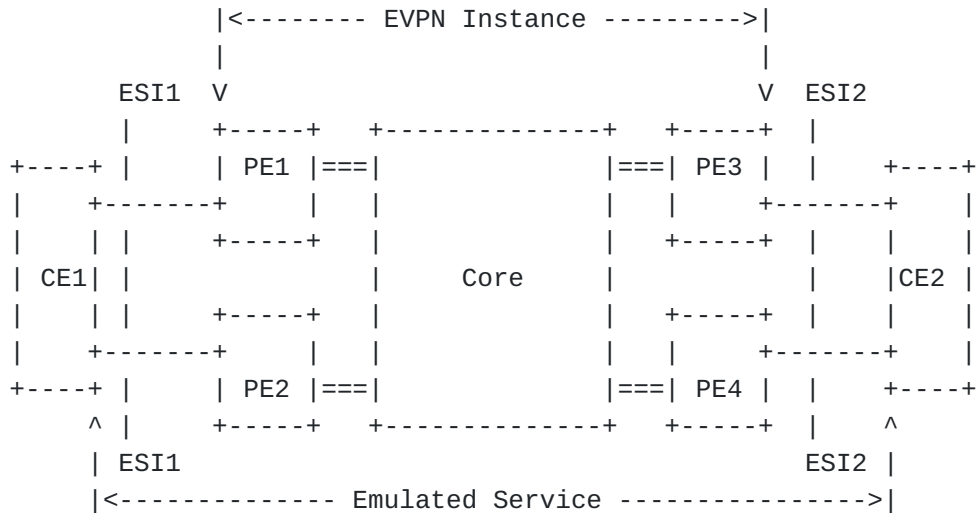 |<-------- EVPN Instance --------->|
|                                  |
ESI1  V                                  V  ESI2
|     +-----+   +--------------+   +-----+  |
+----+ |     | PE1 |===|              |===| PE3 |  |    +----+
|    +-------+     |   |              |   |     +-------+    |
|    | |     +-----+   |              |   +-----+  |    |    |
| CE1| |               |     Core     |            |    |CE2 |
|    | |     +-----+   |              |   +-----+  |    |    |
|    +-------+     |   |              |   |     +-------+    |
+----+ |     | PE2 |===|              |===| PE4 |  |    +----+
^ |     +-----+   +--------------+   +-----+  |    ^
| ESI1                                       ESI2 |
|<-------------- Emulated Service --------------->|